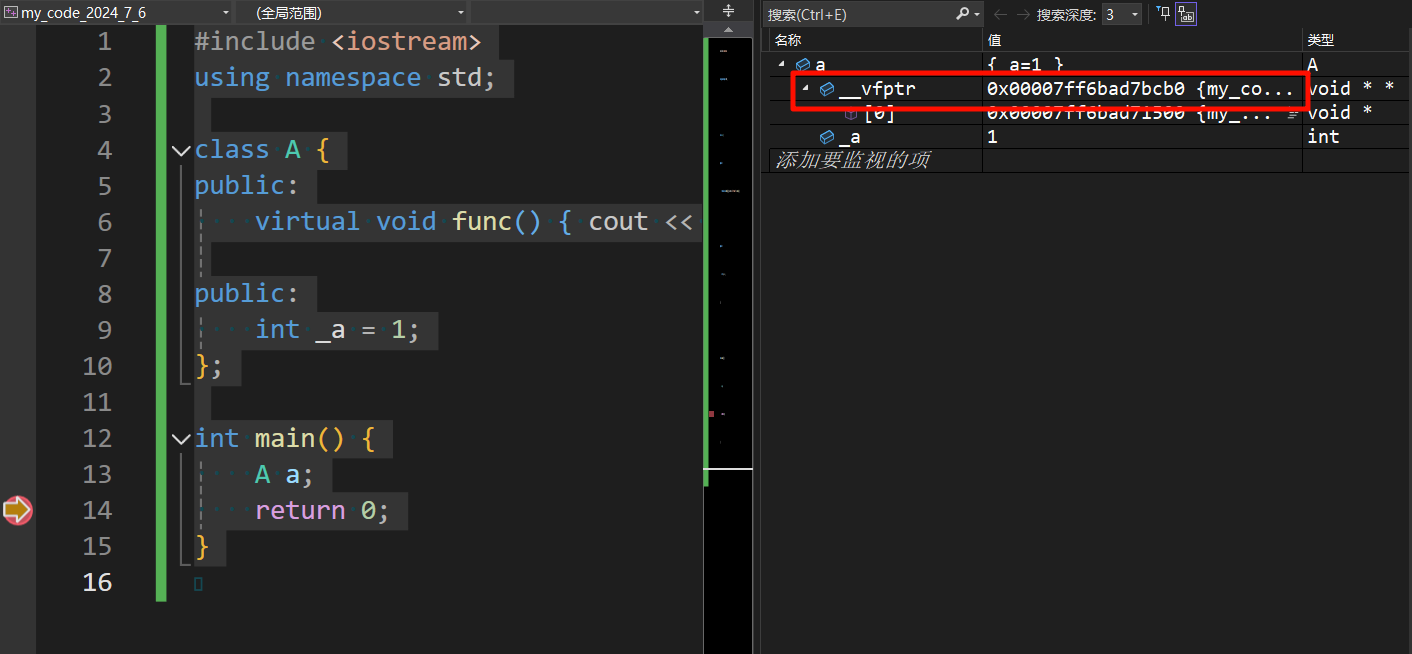 my_code_2024_7_6 (全局范围)
1 #include <iostream>
2 using namespace std;
3
4 class A {
5 public:
6 virtual void func() { cout <<
7
8 public:
9 int _a = 1;
10 };
11
12 int main() {
13 A a;
14 return 0;
15 }
16
搜索(Ctrl+E) 搜索深度: 3
名称 值 类型
a { _a=1 } A
__vfptr 0x00007ff6bad7bcb0 {my_co... void * *
[0] 0x00007ff6bad71500 {my_... void *
_a 1 int
添加要监视的项